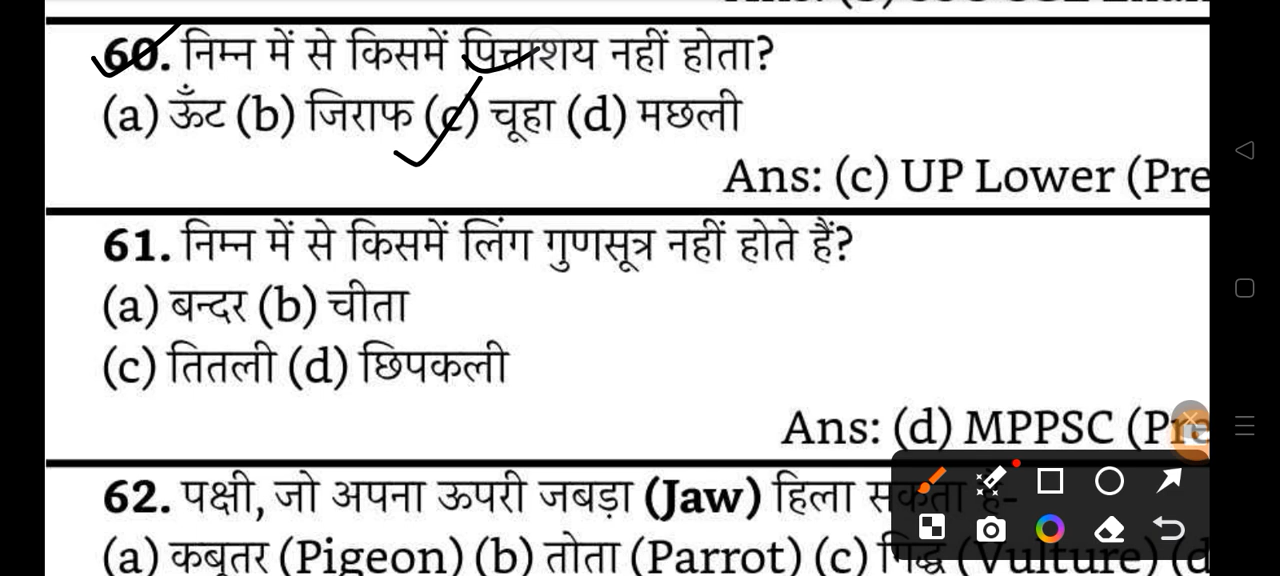 60. निम्न में से किसमें पित्ताशय नहीं होता?
(a) ऊँट (b) जिराफ (c) चूहा (d) मछली
Ans: (c) UP Lower (Pre
61. निम्न में से किसमें लिंग गुणसूत्र नहीं होते हैं?
(a) बन्दर (b) चीता
(c) तितली (d) छिपकली
Ans: (d) MPPSC (Pre
62. पक्षी, जो अपना ऊपरी जबड़ा (Jaw) हिला सकता है-
(a) कबूतर (Pigeon) (b) तोता (Parrot) (c) गिद्ध (Vulture) (d